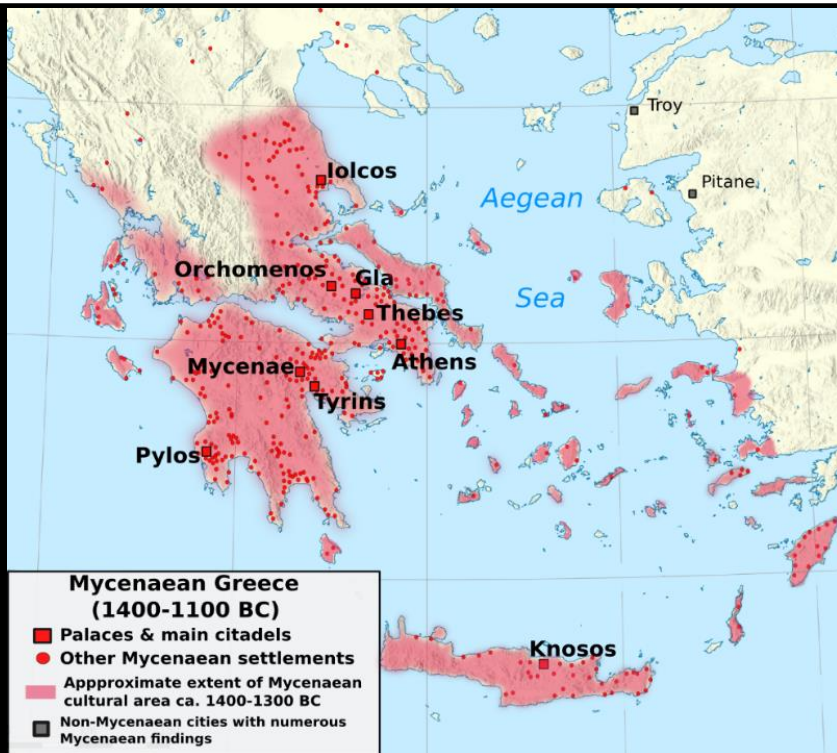 Troy
Iolcos
Pitane
Aegean
Orchomenos
Gla
Sea
Thebes
Mycenae
Athens
Tyrins
Pylos
Knosos
Mycenaean Greece
(1400-1100 BC)
Palaces & main citadels
Other Mycenaean settlements
Appproximate extent of Mycenaean
cultural area ca. 1400-1300 BC
Non-Mycenaean cities with numerous
Mycenaean findings